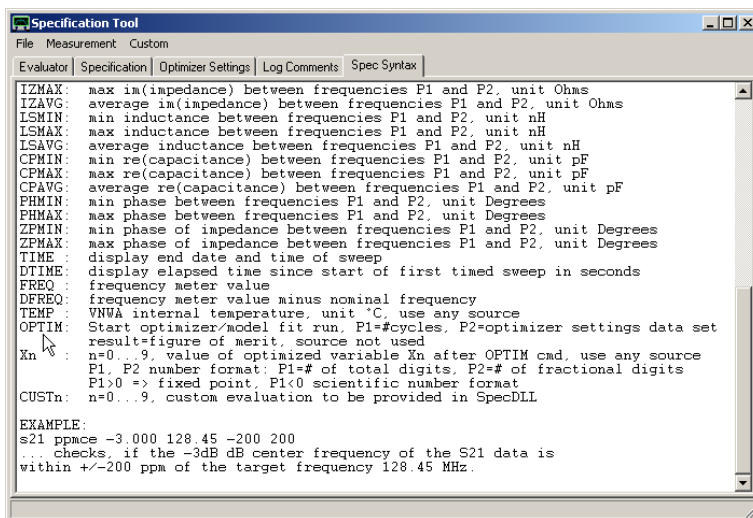 Specification Tool
File Measurement Custom
Evaluator Specification Optimizer Settings Log Comments Spec Syntax
IZMAX: max im(impedance) between frequencies P1 and P2, unit Ohms
IZAVG: average im(impedance) between frequencies P1 and P2, unit Ohms
LSMIN: min inductance between frequencies P1 and P2, unit nH
LSMAX: max inductance between frequencies P1 and P2, unit nH
LSAVG: average inductance between frequencies P1 and P2, unit nH
CPMIN: min re(capacitance) between frequencies P1 and P2, unit pF
CPMAX: max re(capacitance) between frequencies P1 and P2, unit pF
CPAVG: average re(capacitance) between frequencies P1 and P2, unit pF
PHMIN: min phase between frequencies P1 and P2, unit Degrees
PHMAX: max phase between frequencies P1 and P2, unit Degrees
ZPMIN: min phase of impedance between frequencies P1 and P2, unit Degrees
ZPMAX: max phase of impedance between frequencies P1 and P2, unit Degrees
TIME : display end date and time of sweep
DTIME: display elapsed time since start of first timed sweep in seconds
FREQ : frequency meter value
DFREQ: frequency meter value minus nominal frequency
TEMP : VNWA internal temperature, unit °C, use any source
OPTIM: Start optimizer/model fit run, P1=#cycles, P2=optimizer settings data set
result=figure of merit, source not used
Xn : n=0...9, value of optimized variable Xn after OPTIM cmd, use any source
P1, P2 number format: P1=# of total digits, P2=# of fractional digits
P1>0 => fixed point, P1<0 scientific number format
CUSTn: n=0...9, custom evaluation to be provided in SpecDLL
EXAMPLE:
s21 ppmce -3.000 128.45 -200 200
... checks, if the -3dB dB center frequency of the S21 data is
within +/-200 ppm of the target frequency 128.45 MHz.